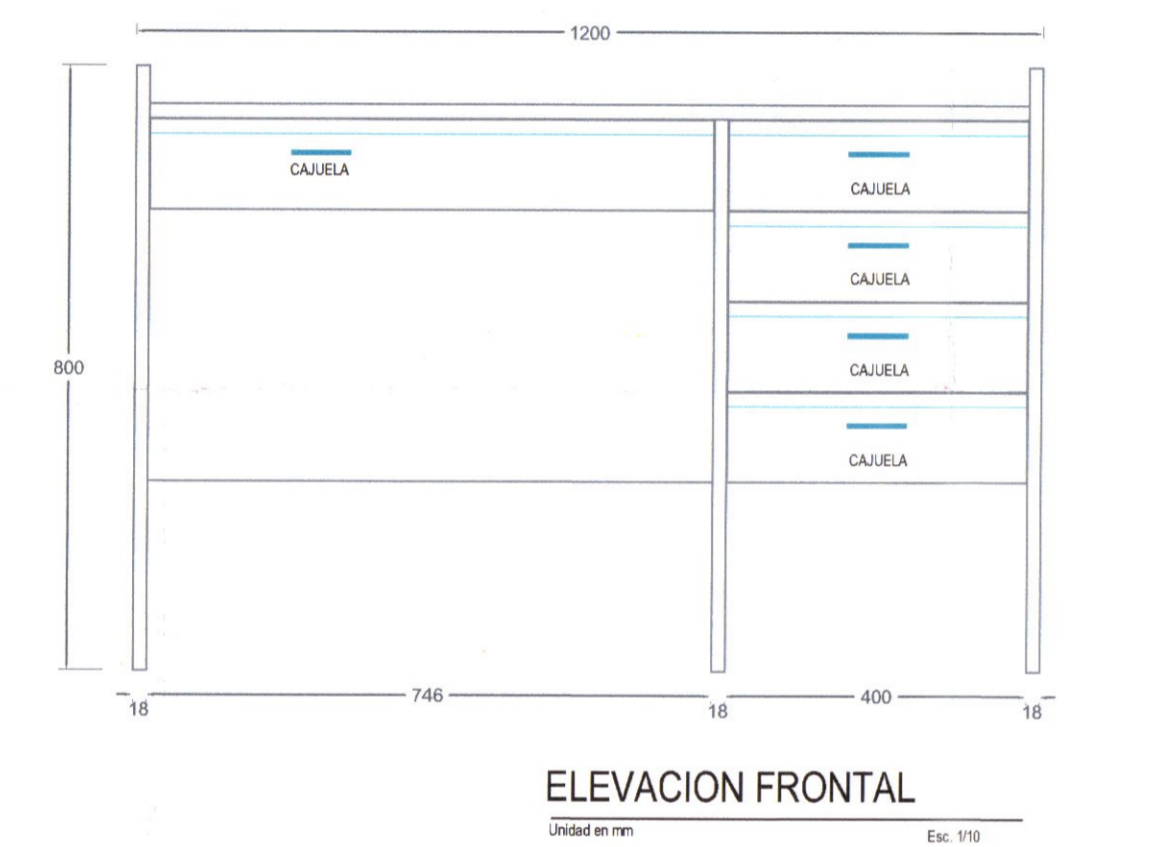 1200
CAJUELA
CAJUELA
CAJUELA
800
CAJUELA
CAJUELA
746
400
18
18
18
ELEVACION FRONTAL
Unidad en mm
Esc. 1/10